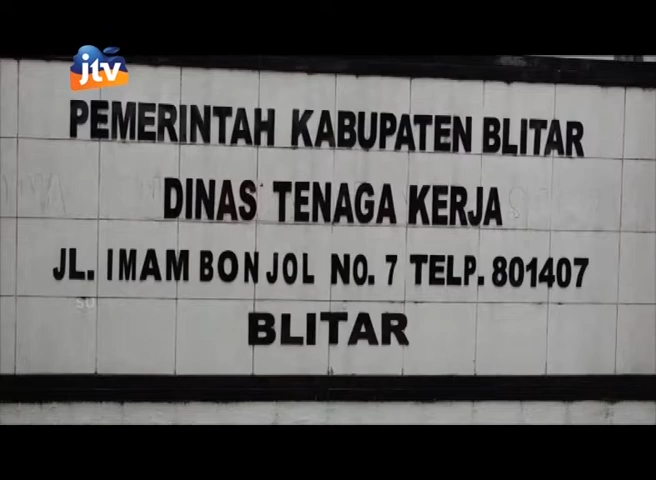 jtv
PEMERINTAH KABUPATEN BLITAR
DINAS TENAGA KERJA
JL. IMAM BONJOL NO. 7 TELP. 801407
BLITAR